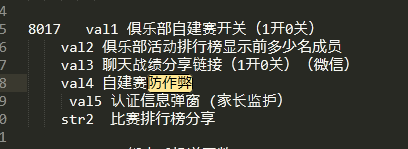 8017 val1 俱乐部自建赛开关（1开0关）
val2 俱乐部活动排行榜显示前多少名成员
val3 聊天战绩分享链接（1开0关）（微信）
val4 自建赛防作弊
val5 认证信息弹窗（家长监护）
str2 比赛排行榜分享